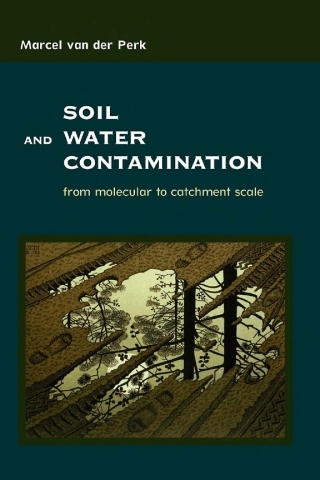 Marcel van der Perk
SOIL
AND WATER
CONTAMINATION
from molecular to catchment scale